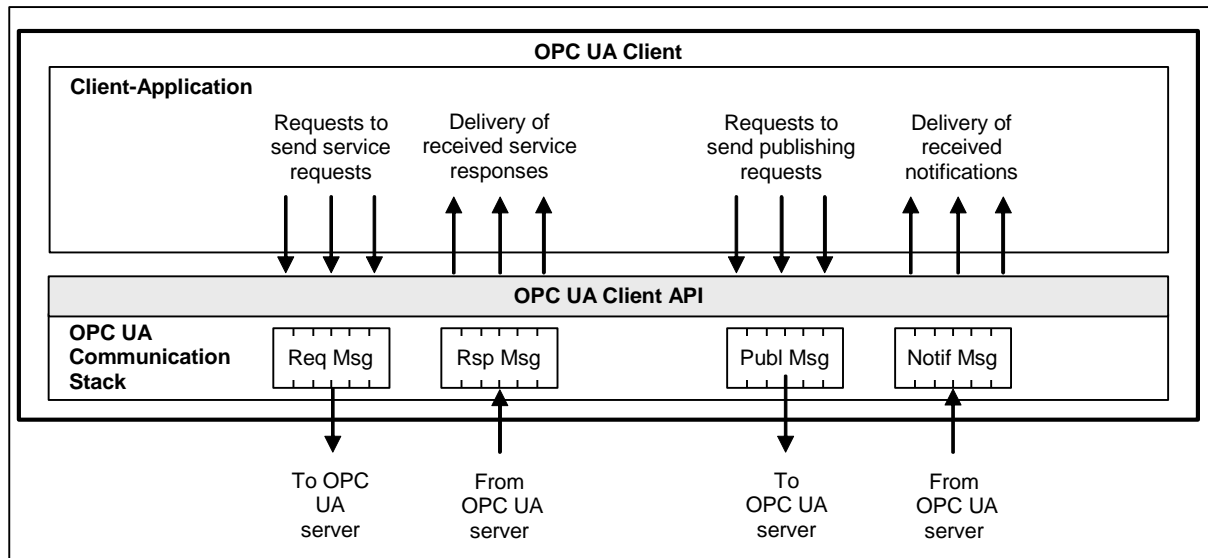 OPC UA Client
Client-Application
Requests to
send service
requests
Delivery of
received service
responses
Requests to
send publishing
requests
Delivery of
received
notifications
OPC UA Client API
OPC UA
Communication
Stack
Req Msg
Rsp Msg
Publ Msg
Notif Msg
To OPC
UA
server
From
OPC UA
server
To
OPC UA
server
From
OPC UA
server